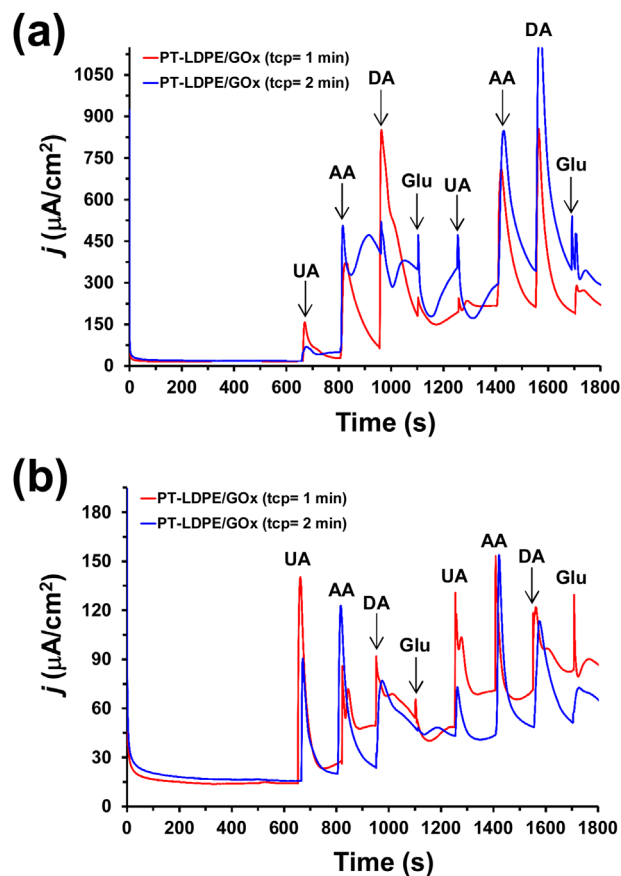 (a)
PT-LDPE/GOx (tcp= 1 min)
PT-LDPE/GOx (tcp= 2 min)
DA
DA
AA
AA
Glu
UA
Glu
UA
1050
900
750
600
450
300
150
0
j (µA/cm²)
0 200 400 600 800 1000 1200 1400 1600 1800
Time (s)
(b)
PT-LDPE/GOx (tcp= 1 min)
PT-LDPE/GOx (tcp= 2 min)
UA
AA
DA
Glu
UA
AA
DA
Glu
180
150
120
90
60
30
0
j (µA/cm²)
0 200 400 600 800 1000 1200 1400 1600 1800
Time (s)